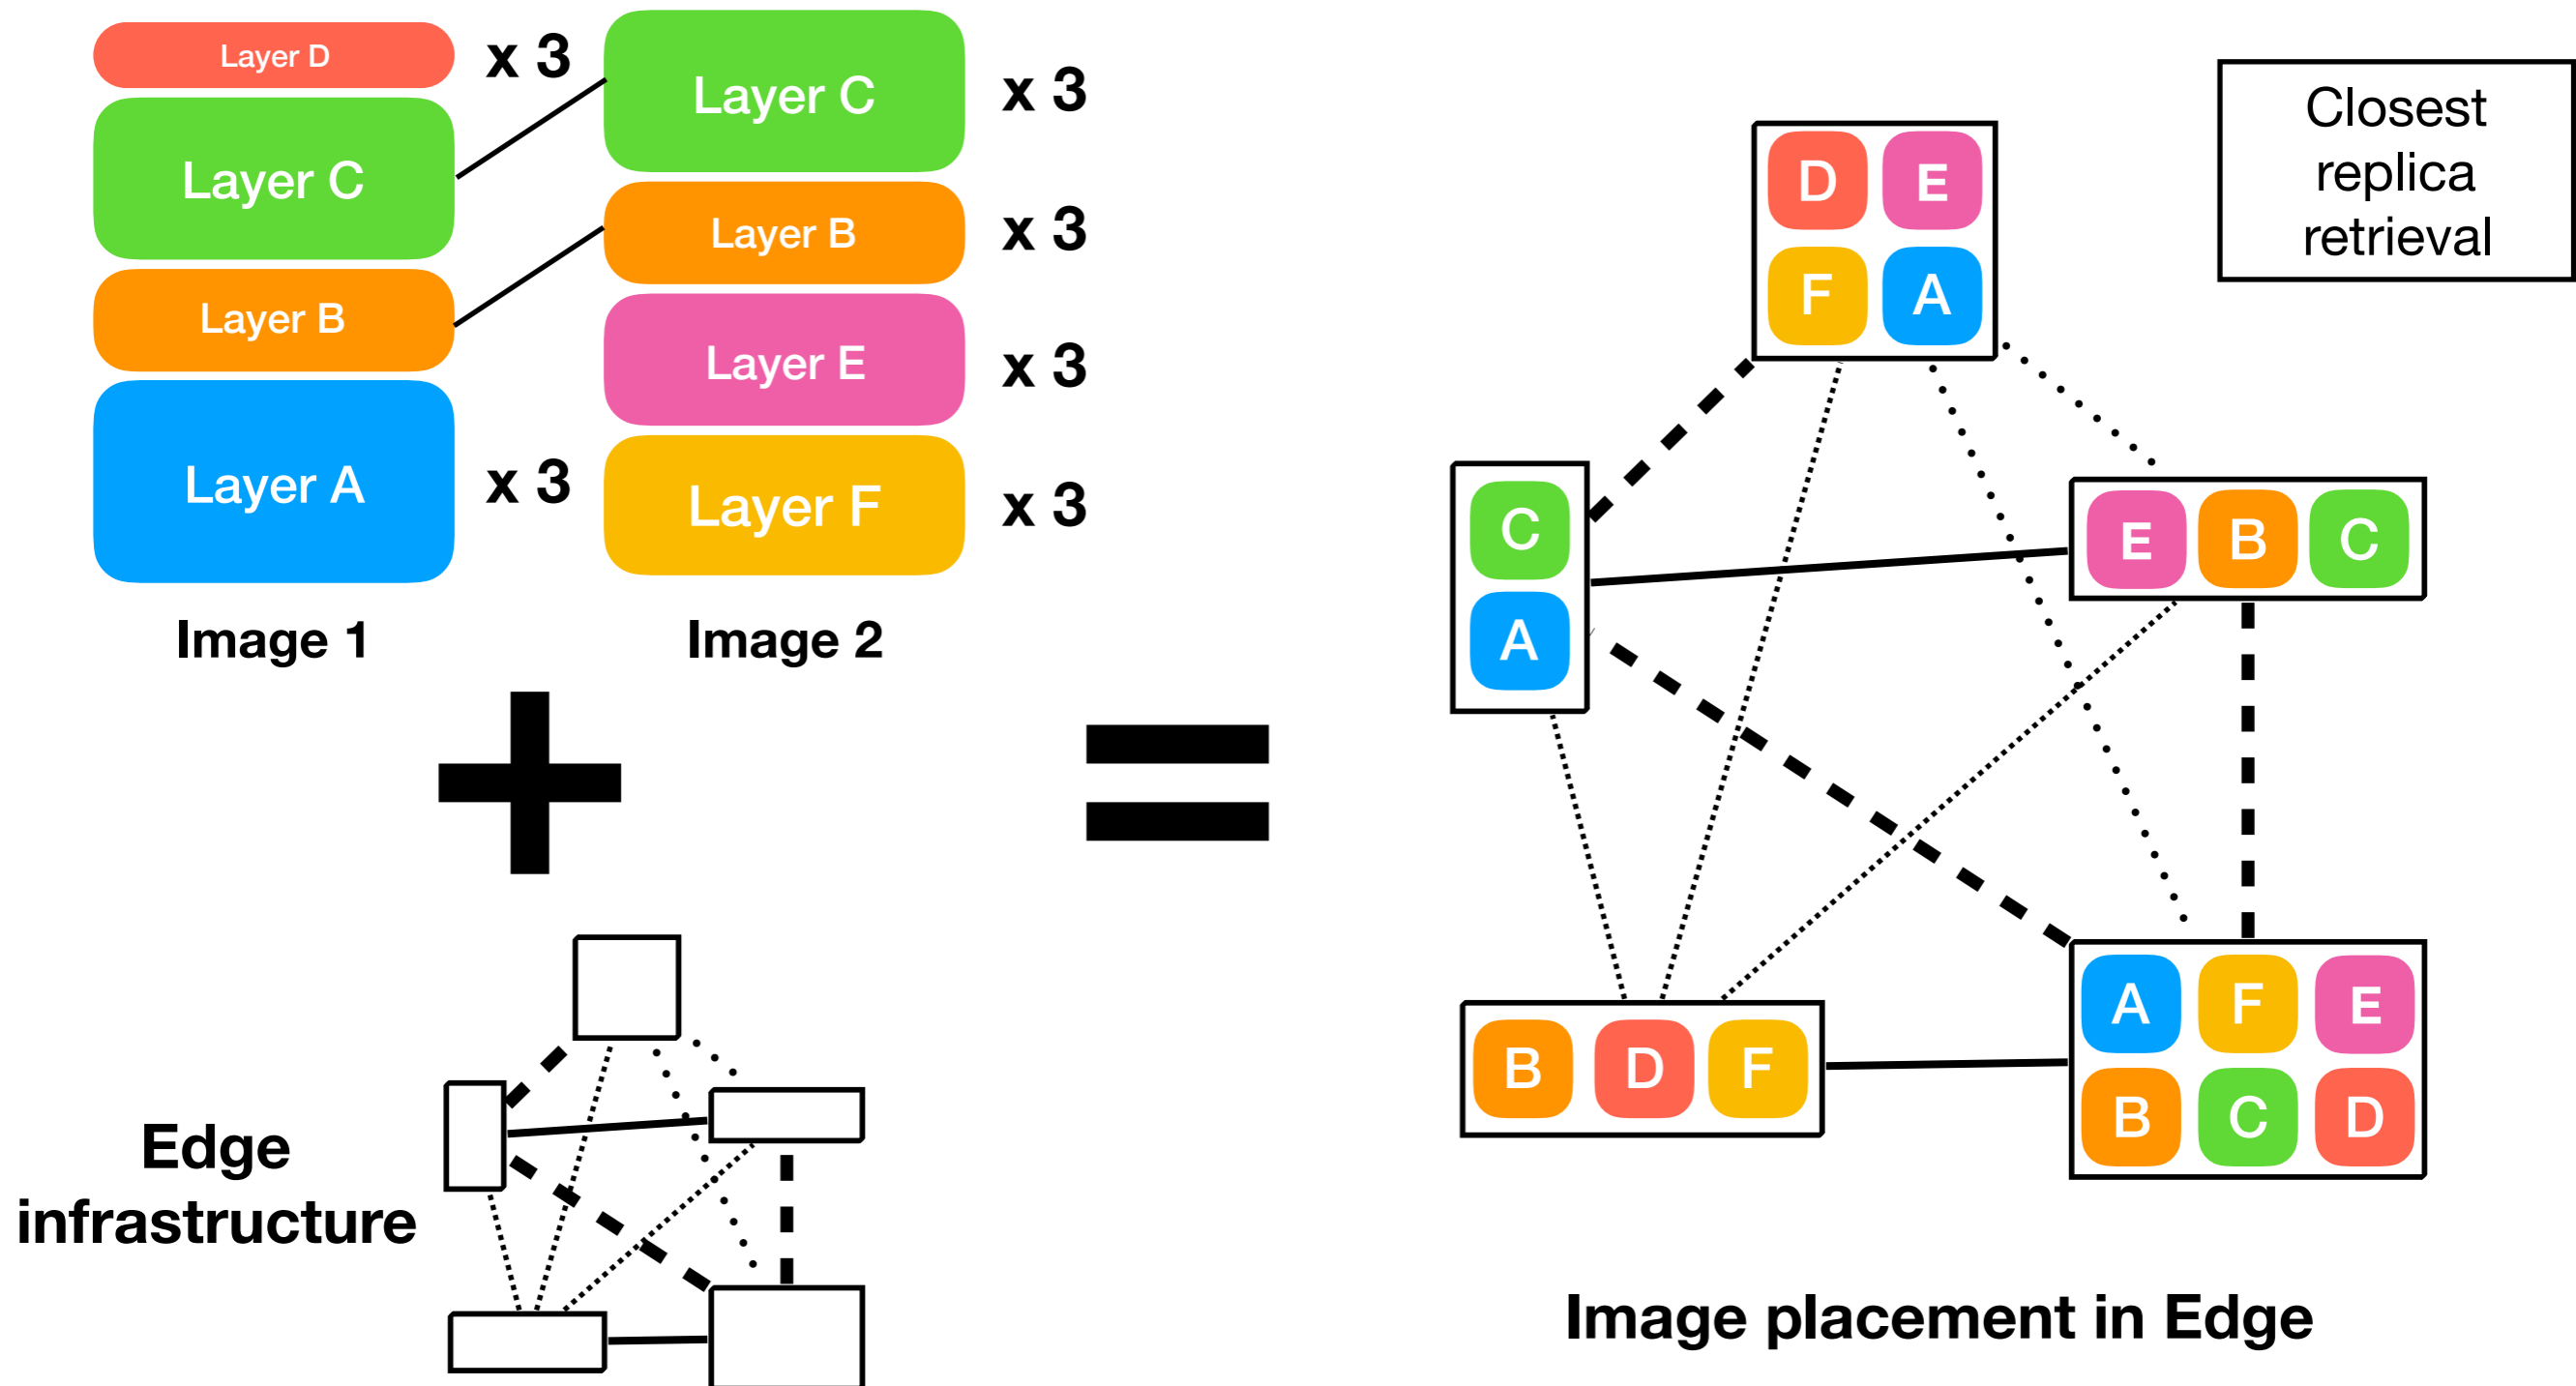 Layer D
x 3
Layer C
Layer B
Layer A
x 3
Image 1
Layer C
x 3
Layer B
x 3
Layer E
x 3
Layer F
x 3
Image 2
Edge
infrastructure
Closest
replica
retrieval
D E
F A
C
A
E B C
B D F
A F E
B C D
Image placement in Edge